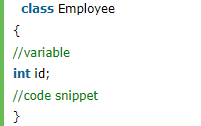 class Employee
{
//variable
int id;
//code snippet
}